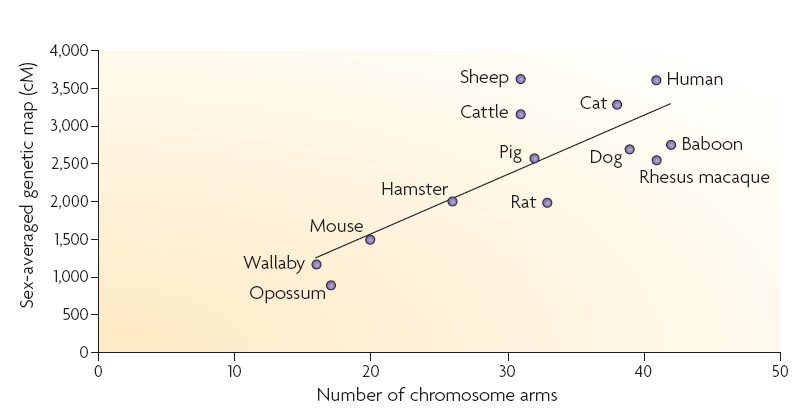 4,000
3,500
3,000
2,500
2,000
1,500
1,000
500
0
Sex-averaged genetic map (cM)
Sheep
Human
Cat
Cattle
Pig
Dog
Baboon
Rhesus macaque
Hamster
Rat
Mouse
Wallaby
Opossum
0 10 20 30 40 50
Number of chromosome arms